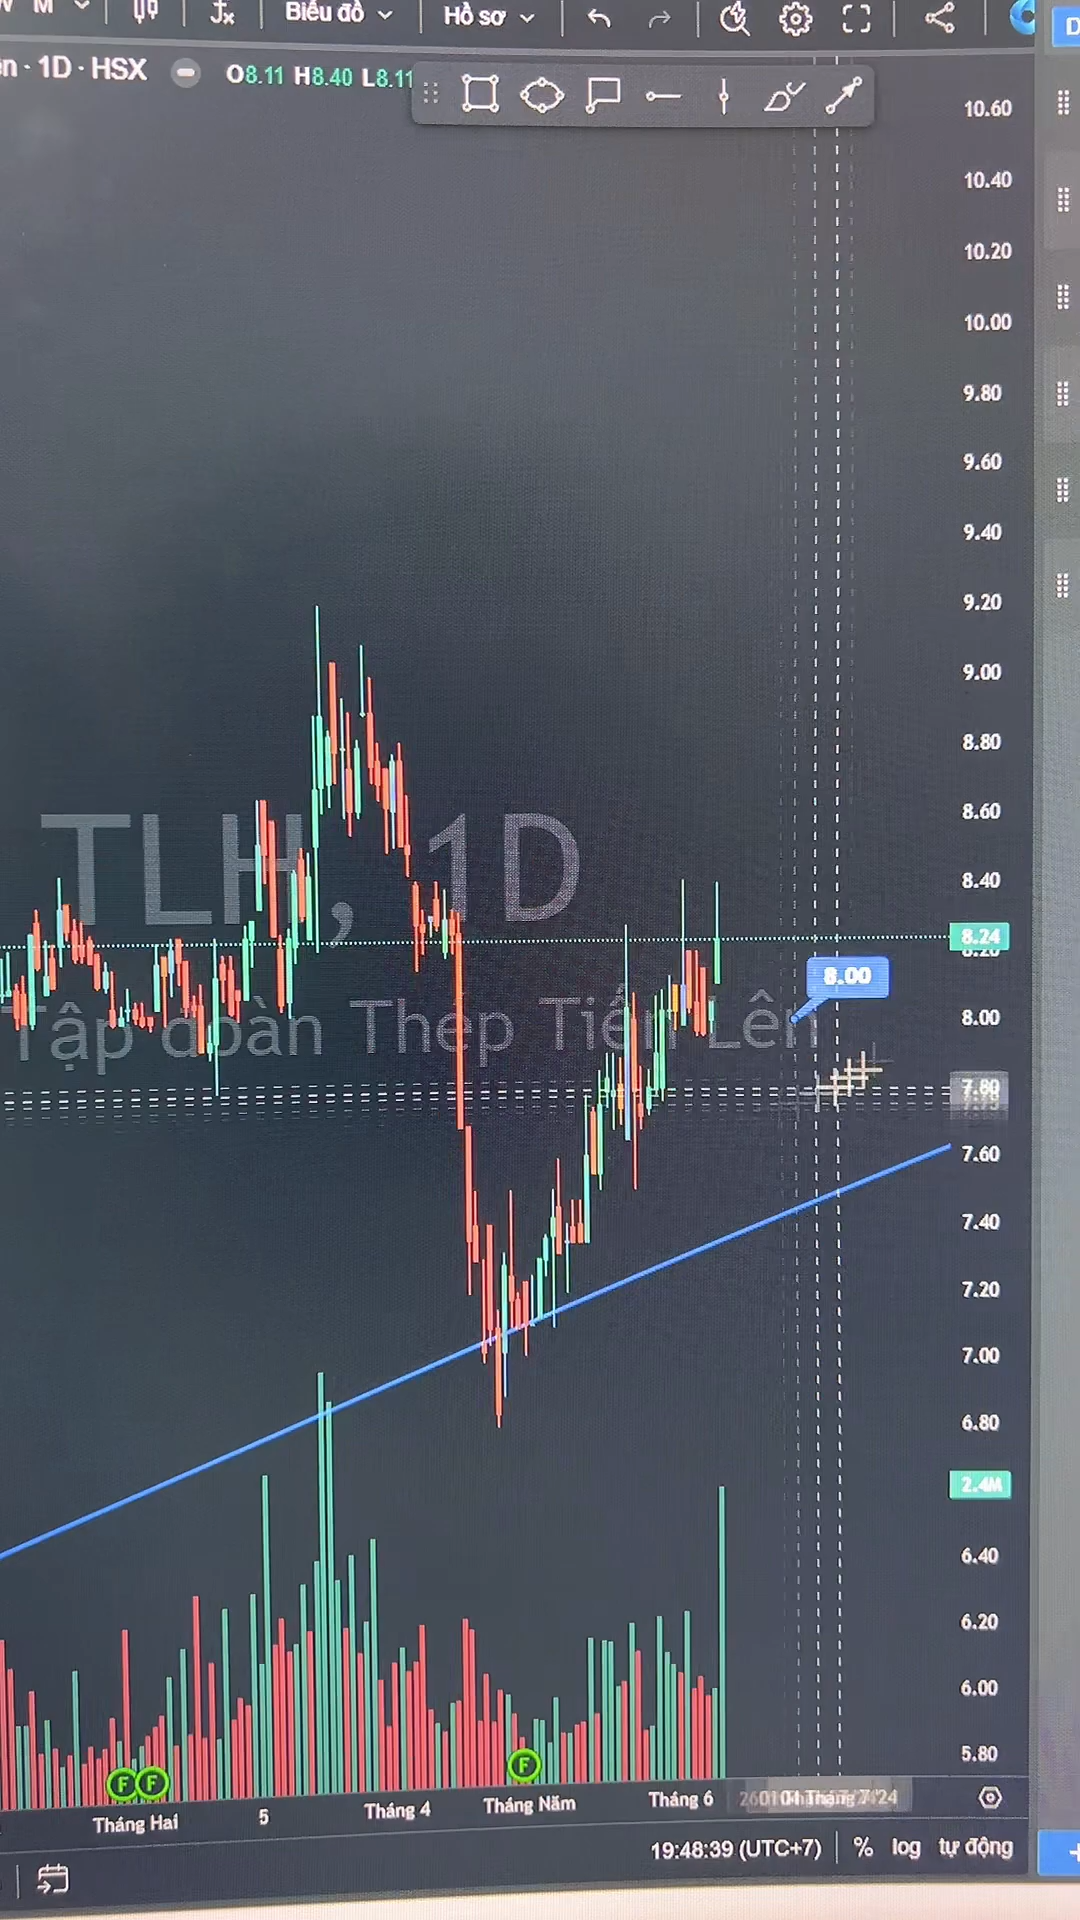 M
Biểu đồ
Hồ sơ
D
ên · 1D · HSX
O8.11 H8.40 L8.11
10.60
10.40
10.20
10.00
9.80
9.60
9.40
9.20
9.00
8.80
8.60
TLH, 1D
8.40
8.24
8.20
8.00
8.00
Tập đoàn Thép Tiến Lên
7.80
7.60
7.40
7.20
7.00
6.80
2.4M
6.40
6.20
6.00
5.80
F
F
F
Tháng Hai
5
Tháng 4
Tháng Năm
Tháng 6
19:48:39 (UTC+7)
%
log
tự động